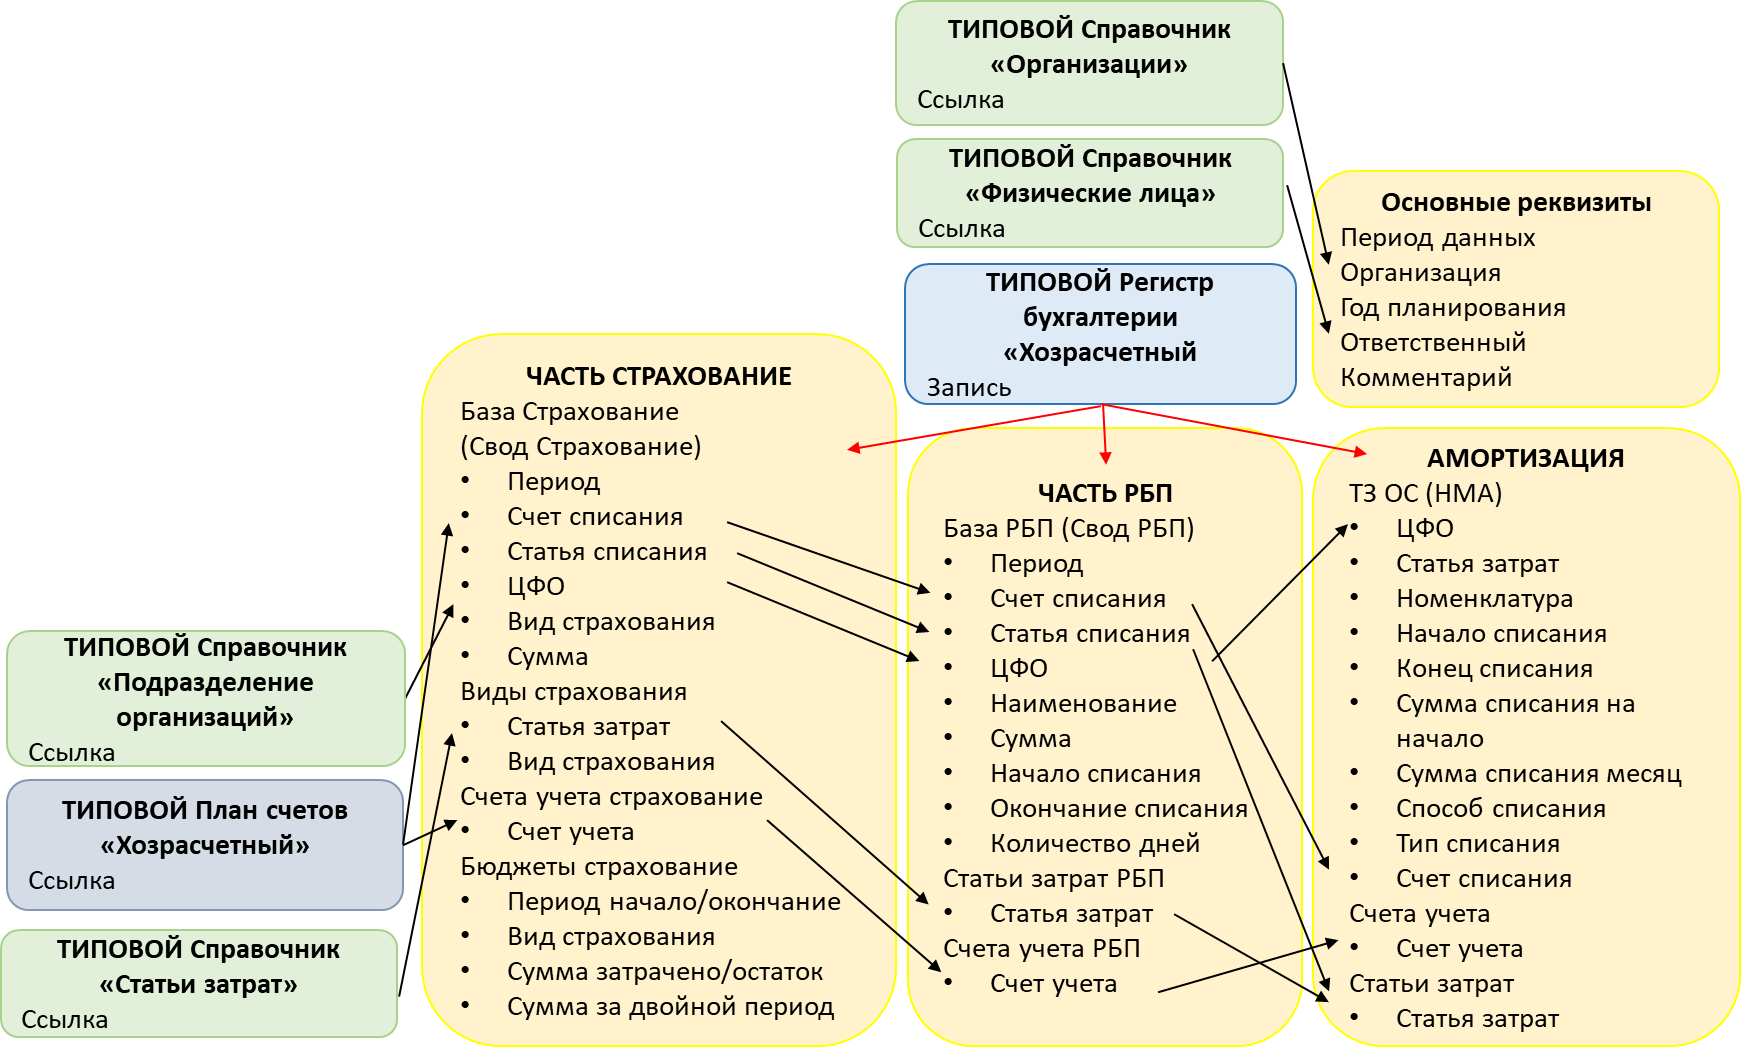 ТИПОВОЙ Справочник
«Организации»
Ссылка
ТИПОВОЙ Справочник
«Физические лица»
Ссылка
ТИПОВОЙ Регистр
бухгалтерии
«Хозрасчетный
Запись
Основные реквизиты
Период данных
Организация
Год планирования
Ответственный
Комментарий
ТИПОВОЙ Справочник
«Подразделение
организаций»
Ссылка
ТИПОВОЙ План счетов
«Хозрасчетный»
Ссылка
ТИПОВОЙ Справочник
«Статьи затрат»
Ссылка
ЧАСТЬ СТРАХОВАНИЕ
База Страхование
(Свод Страхование)
• Период
• Счет списания
• Статья списания
• ЦФО
• Вид страхования
• Сумма
Виды страхования
• Статья затрат
• Вид страхования
Счета учета страхование
• Счет учета
Бюджеты страхование
• Период начало/окончание
• Вид страхования
• Сумма затрачено/остаток
• Сумма за двойной период
ЧАСТЬ РБП
База РБП (Свод РБП)
• Период
• Счет списания
• Статья списания
• ЦФО
• Наименование
• Сумма
• Начало списания
• Окончание списания
• Количество дней
Статьи затрат РБП
• Статья затрат
Счета учета РБП
• Счет учета
АМОРТИЗАЦИЯ
ТЗ ОС (НМА)
• ЦФО
• Статья затрат
• Номенклатура
• Начало списания
• Конец списания
• Сумма списания на
начало
• Сумма списания месяц
• Способ списания
• Тип списания
• Счет списания
Счета учета
• Счет учета
Статьи затрат
• Статья затрат